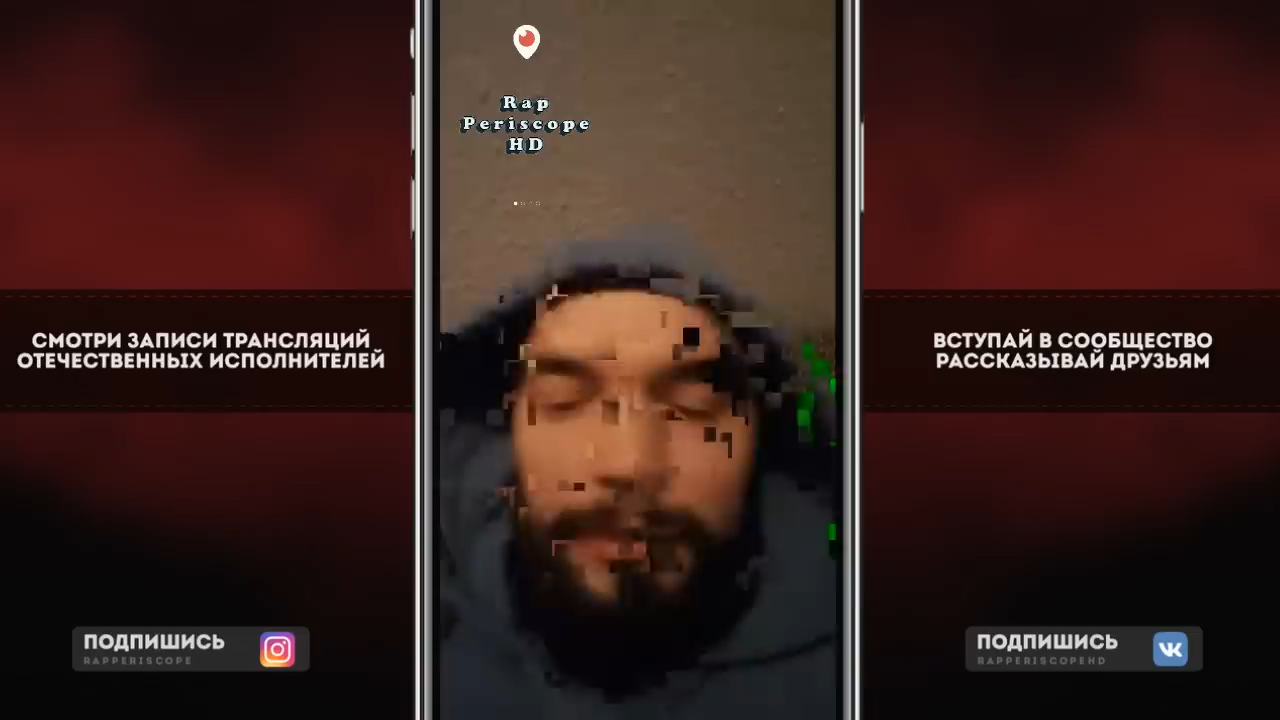 Rap
Periscope
HD
СМОТРИ ЗАПИСИ ТРАНСЛЯЦИЙ
ОТЕЧЕСТВЕННЫХ ИСПОЛНИТЕЛЕЙ
ВСТУПАЙ В СООБЩЕСТВО
РАССКАЗЫВАЙ ДРУЗЬЯМ
ПОДПИШИСЬ
RAPPERISCOPE
ПОДПИШИСЬ
RAPPERISCOPEHD